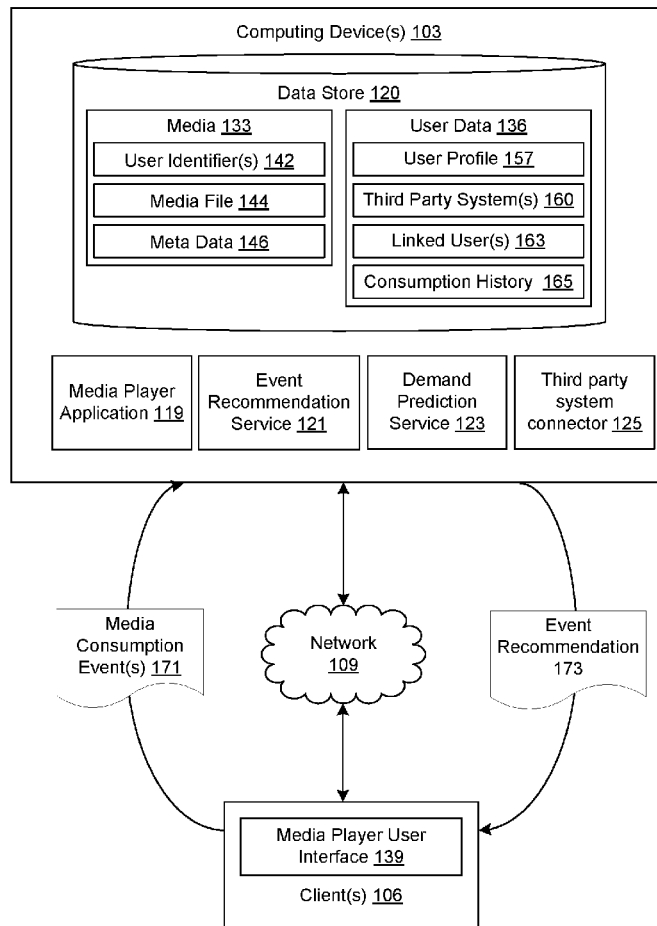 Computing Device(s) 103
Data Store 120
Media 133
User Identifier(s) 142
Media File 144
Meta Data 146
User Data 136
User Profile 157
Third Party System(s) 160
Linked User(s) 163
Consumption History 165
Media Player
Application 119
Event
Recommendation
Service 121
Demand
Prediction
Service 123
Third party
system
connector 125
Media
Consumption
Event(s) 171
Network
109
Event
Recommendation
173
Media Player User
Interface 139
Client(s) 106